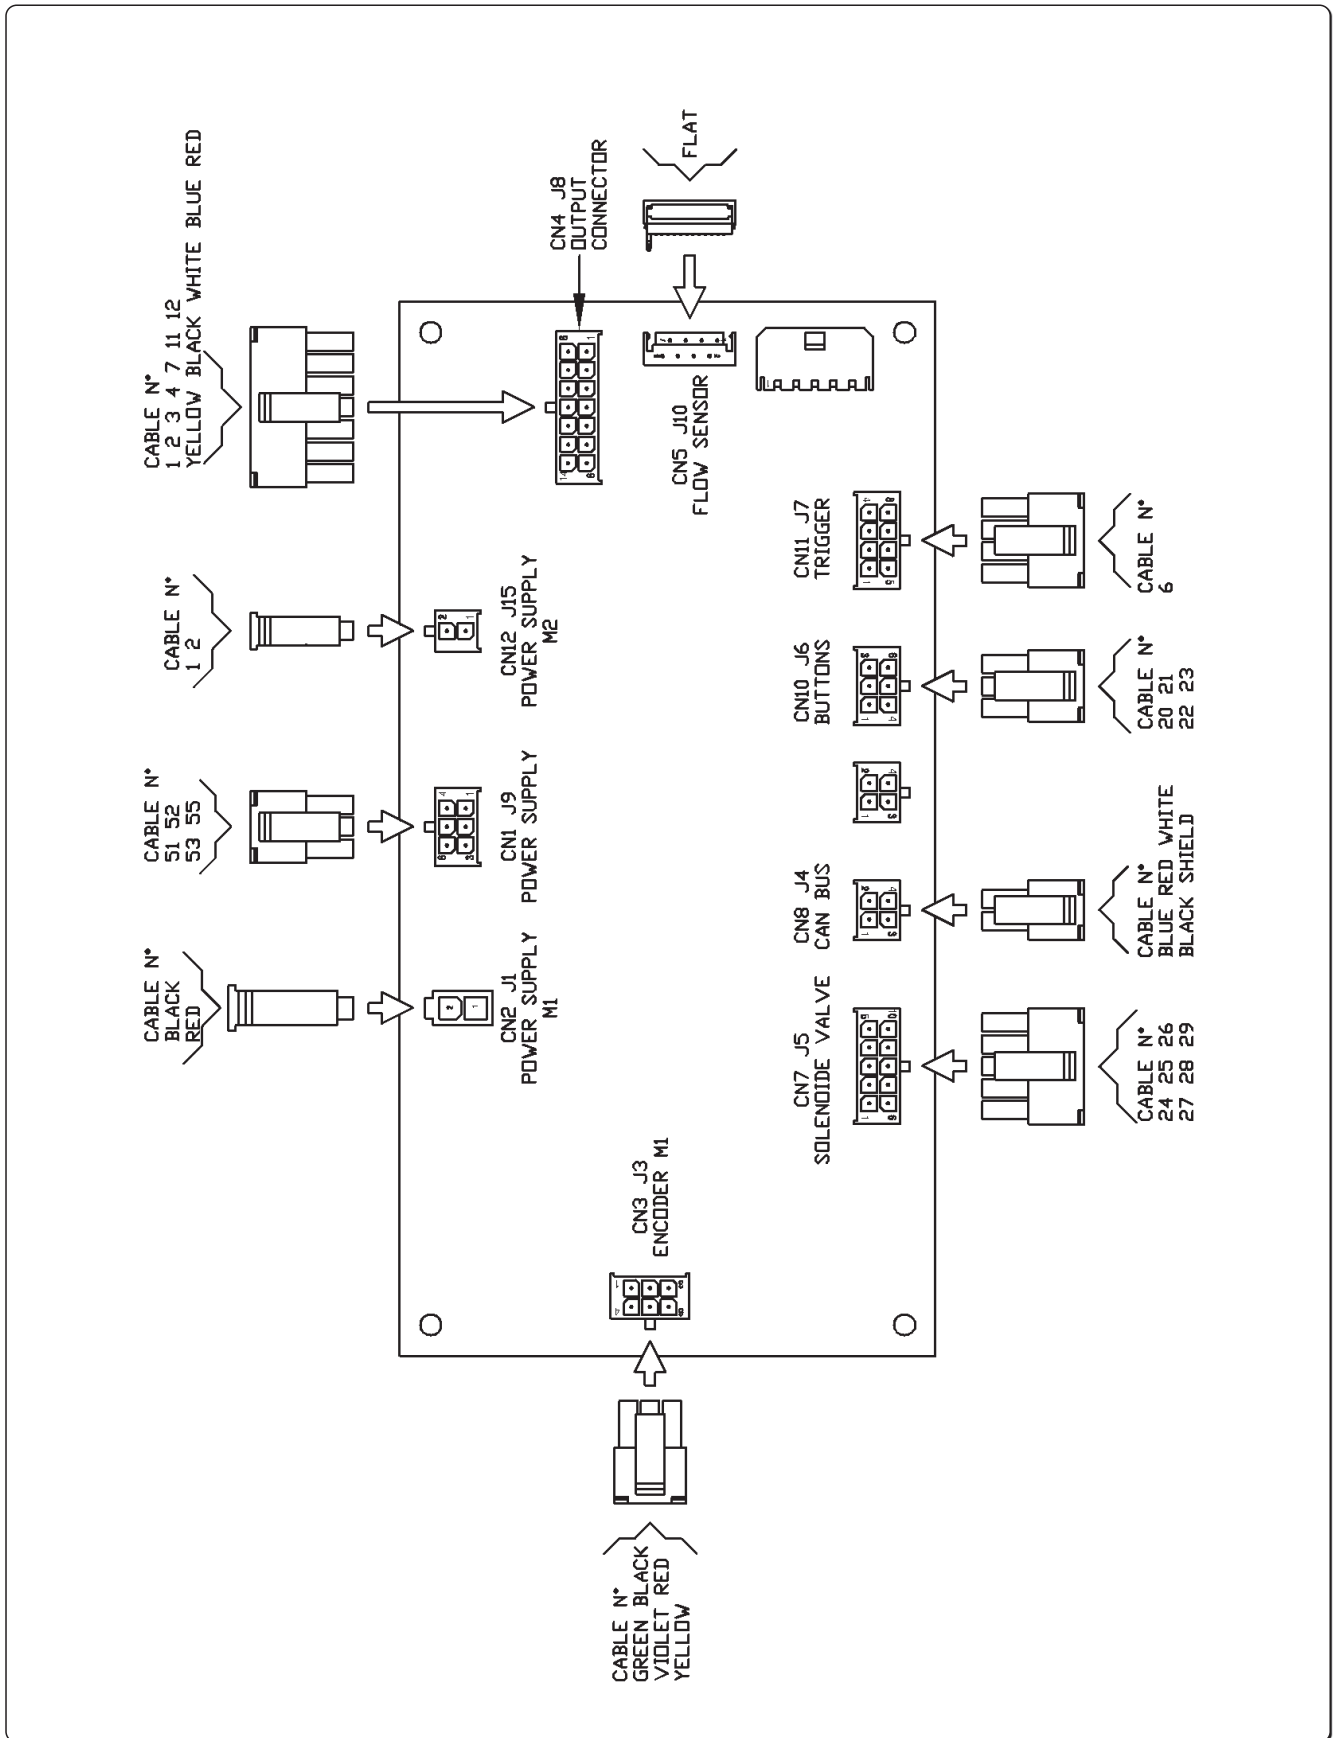 CABLE N°
1 2 3 4 7 11 12
YELLOW BLACK WHITE BLUE RED
CN4 J8
OUTPUT
CONNECTOR
FLAT
CN5 J10
FLOW SENSOR
CABLE N°
1 2
CN12 J15
POWER SUPPLY
M2
CABLE N°
51 52
53 55
CN1 J9
POWER SUPPLY
CABLE N°
BLACK
RED
CN2 J1
POWER SUPPLY
M1
CN11 J7
TRIGGER
CABLE N°
6
CN10 J6
BUTTONS
CABLE N°
20 21
22 23
CN8 J4
CAN BUS
CABLE N°
BLUE RED WHITE
BLACK SHIELD
CN7 J5
SOLENOIDE VALVE
CABLE N°
24 25 26
27 28 29
CN3 J3
ENCODER M1
CABLE N°
GREEN BLACK
VIOLET RED
YELLOW